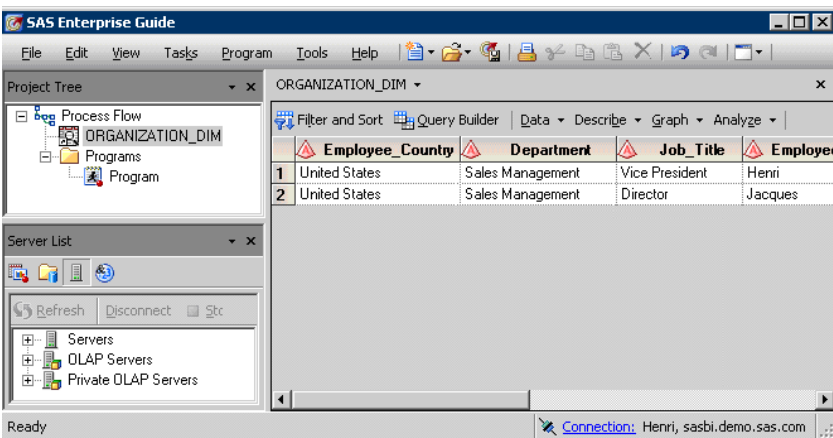 SAS Enterprise Guide
File Edit View Tasks Program Tools Help
Project Tree
Process Flow
ORGANIZATION_DIM
Programs
Program
ORGANIZATION_DIM
Filter and Sort Query Builder Data Describe Graph Analyze
Employee_Country Department Job_Title Employee
1 United States Sales Management Vice President Henri
2 United States Sales Management Director Jacques
Server List
Refresh Disconnect Stc
Servers
OLAP Servers
Private OLAP Servers
Ready
Connection: Henri, sasbi.demo.sas.com